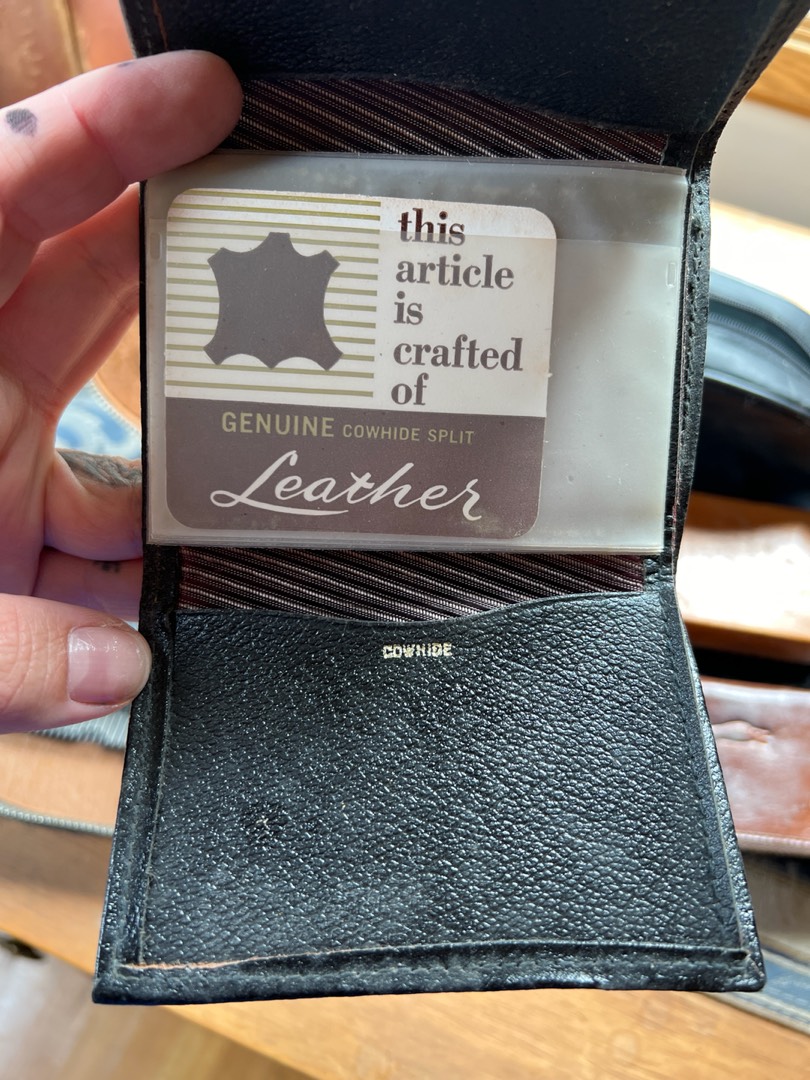 this
article
is
crafted
of
GENUINE COWHIDE SPLIT
Leather
COWHIDE